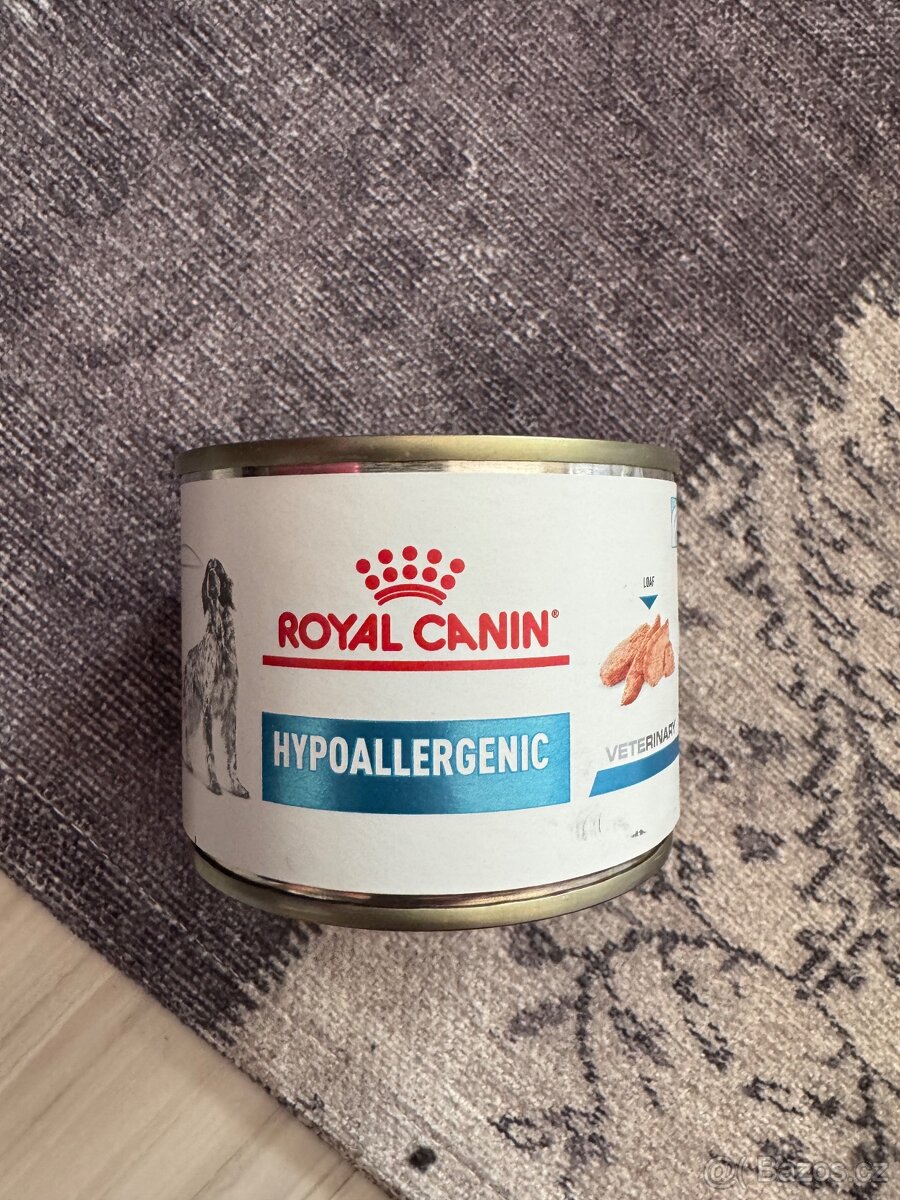 LOAF
ROYAL CANIN®
HYPOALLERGENIC
VETERINARY
Bazos.cz